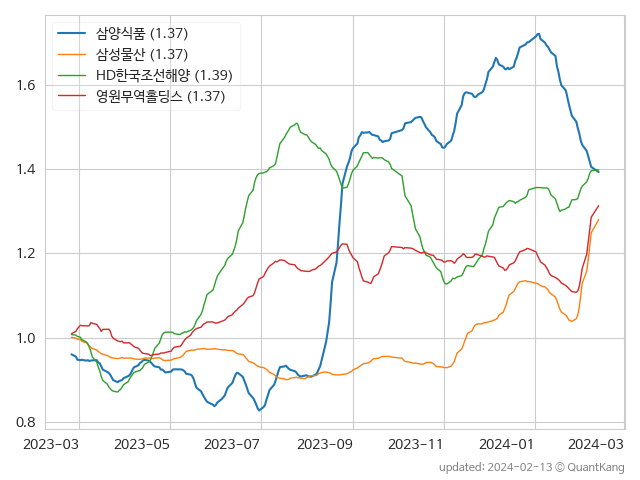 삼양식품 (1.37)
삼성물산 (1.37)
HD한국조선해양 (1.39)
영원무역홀딩스 (1.37)
1.6
1.4
1.2
1.0
0.8
2023-03 2023-05 2023-07 2023-09 2023-11 2024-01 2024-03
updated: 2024-02-13 © QuantKang